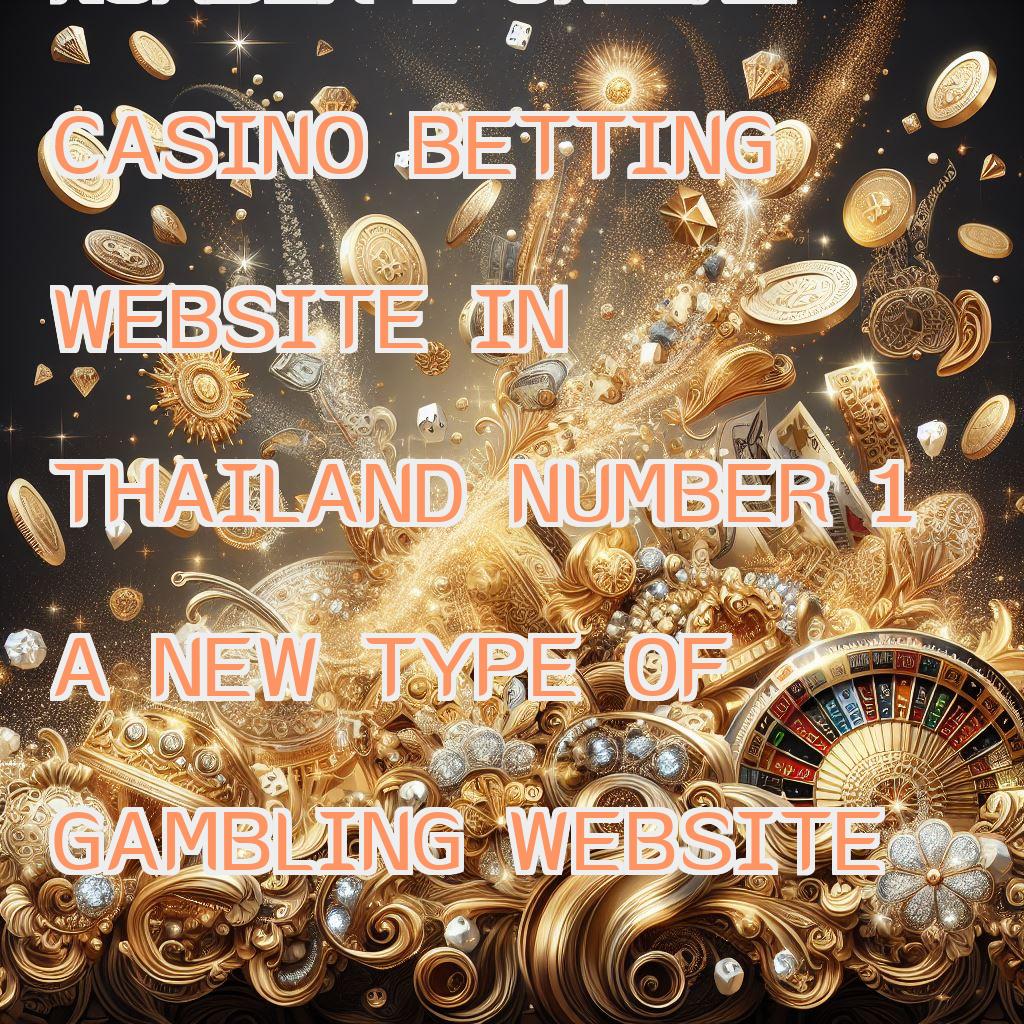 CASINO BETTING
WEBSITE IN
THAILAND NUMBER 1
A NEW TYPE OF
GAMBLING WEBSITE